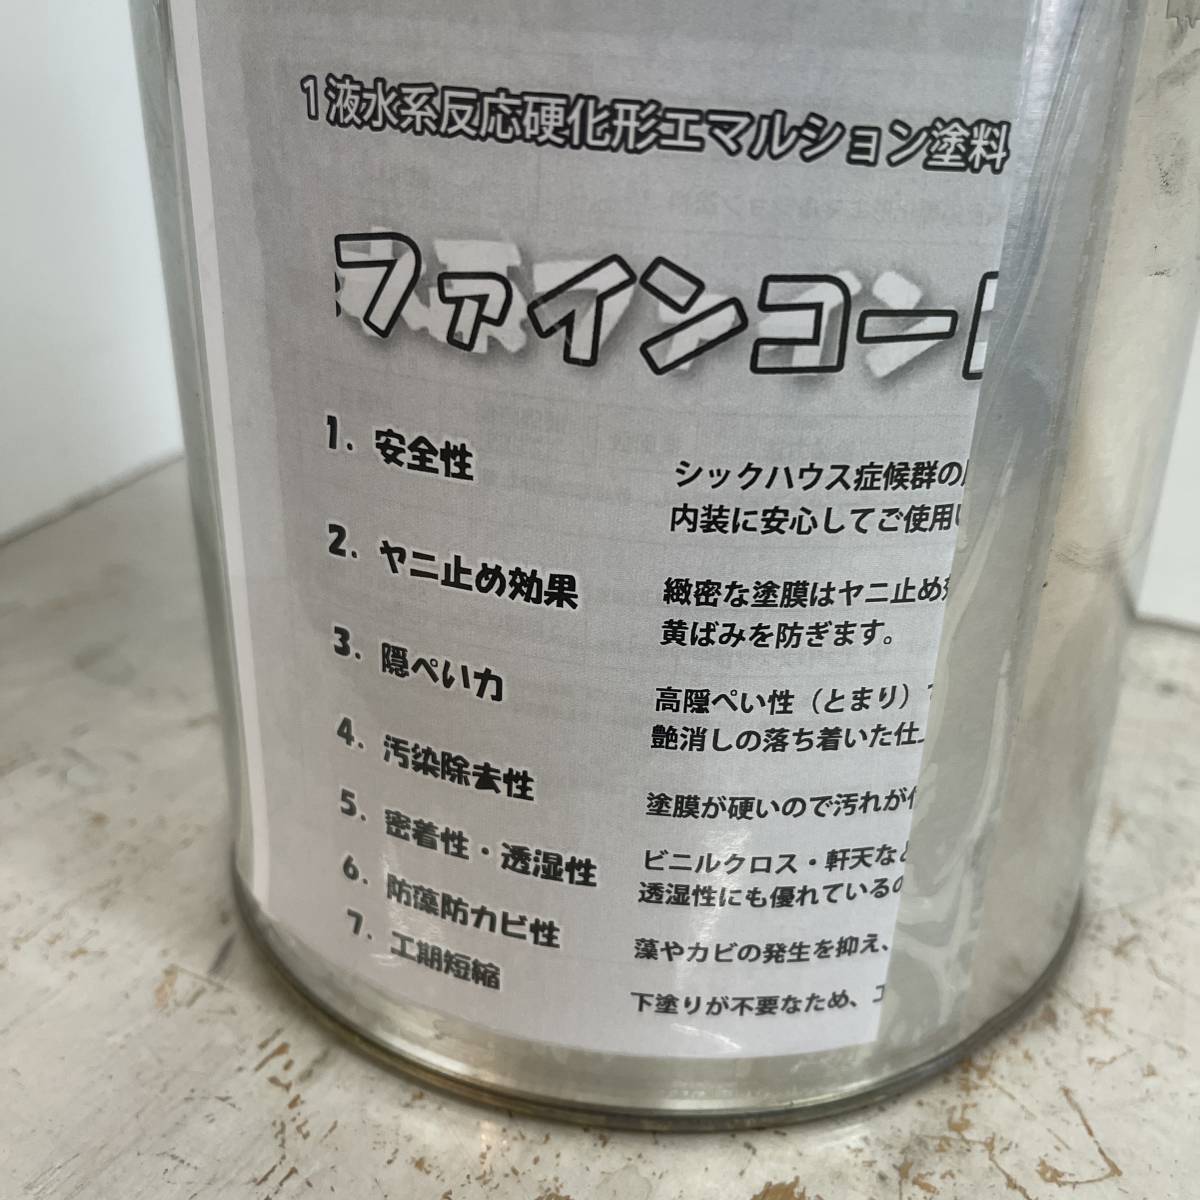 1液水系反応硬化形エマルション塗料
ファインコー
1. 安全性
シックハウス症候群の
内装に安心してご使用い
2. ヤニ止め効果
緻密な塗膜はヤニ止め効
黄ばみを防ぎます。
3. 隠ぺい力
高隠ぺい性（とまり）で
艶消しの落ち着いた仕上
4. 汚染除去性
塗膜が硬いので汚れが付
5. 密着性・透湿性
ビニルクロス・軒天など
透湿性にも優れているの
6. 防藻防カビ性
藻やカビの発生を抑え、
7. 工期短縮
下塗りが不要なため、工